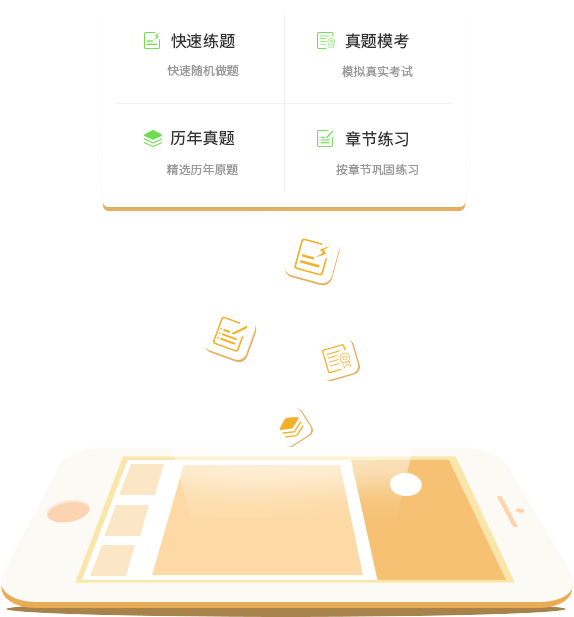 快速练题
快速随机做题
真题模考
模拟真实考试
历年真题
精选历年原题
章节练习
按章节巩固练习